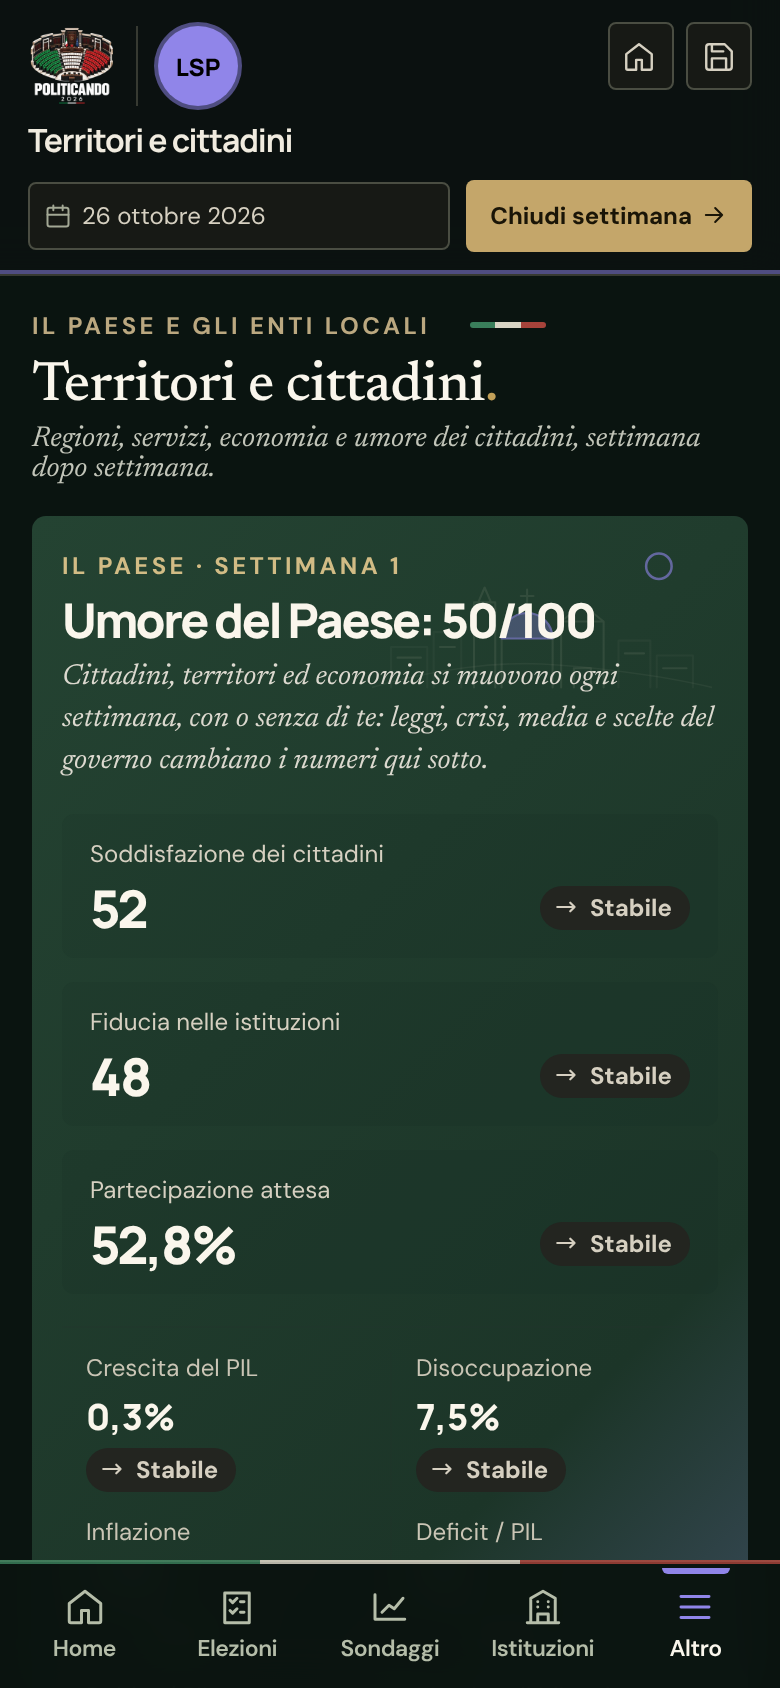 POLITICANDO
2026
LSP
Territori e cittadini
26 ottobre 2026
Chiudi settimana →
IL PAESE E GLI ENTI LOCALI
Territori e cittadini.
Regioni, servizi, economia e umore dei cittadini, settimana
dopo settimana.
IL PAESE · SETTIMANA 1
Umore del Paese: 50/100
Cittadini, territori ed economia si muovono ogni
settimana, con o senza di te: leggi, crisi, media e scelte del
governo cambiano i numeri qui sotto.
Soddisfazione dei cittadini
52
→ Stabile
Fiducia nelle istituzioni
48
→ Stabile
Partecipazione attesa
52,8%
→ Stabile
Crescita del PIL
0,3%
→ Stabile
Disoccupazione
7,5%
→ Stabile
Inflazione
Deficit / PIL
Home
Elezioni
Sondaggi
Istituzioni
Altro